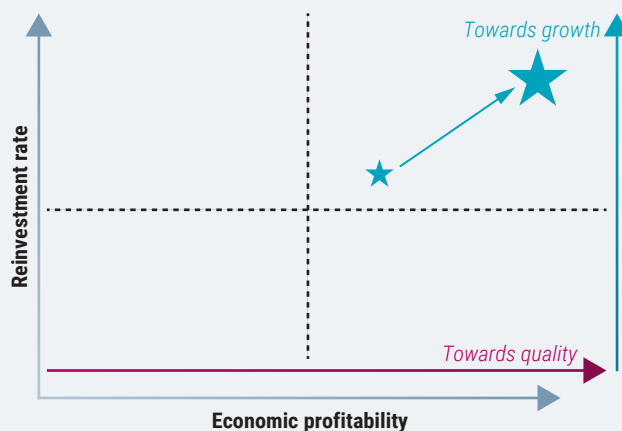 Towards growth
Reinvestment rate
Towards quality
Economic profitability